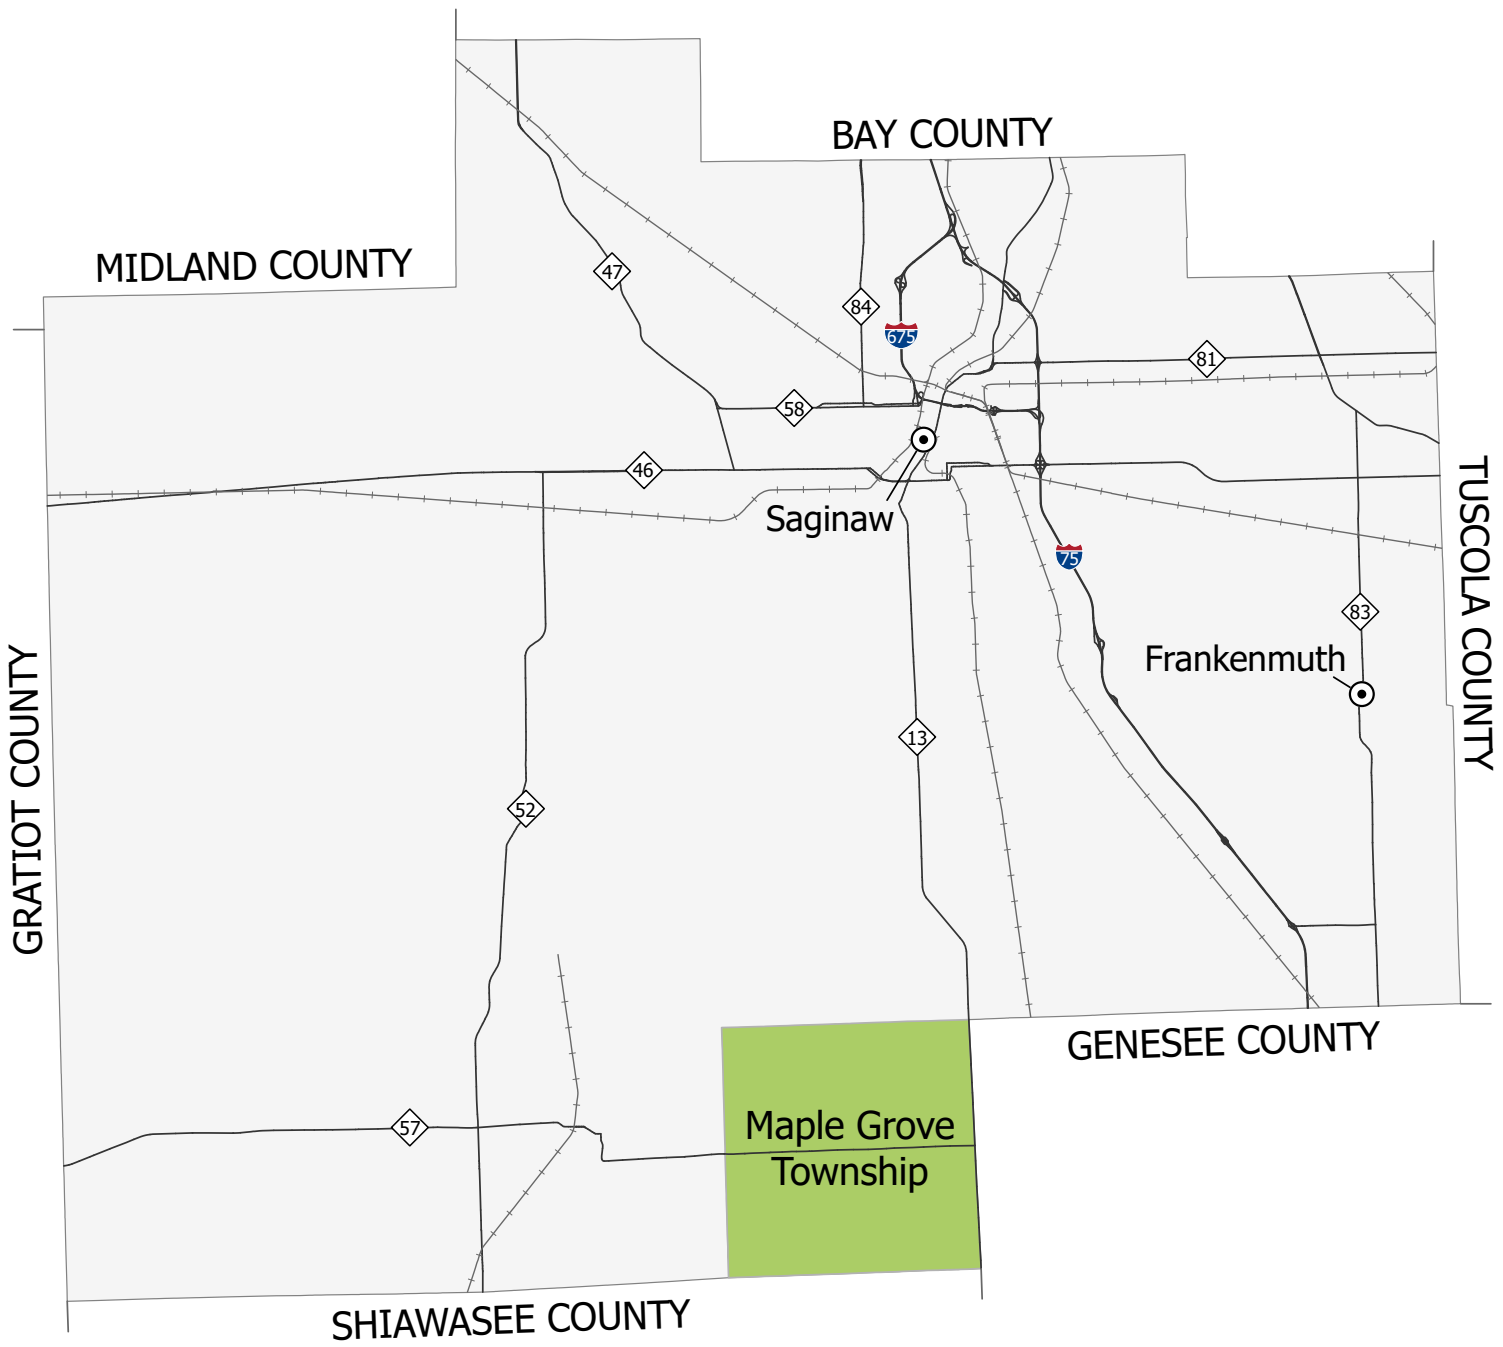 BAY COUNTY
MIDLAND COUNTY
47
84
675
81
58
46
Saginaw
75
TUSCOLA COUNTY
83
Frankenmuth
GRATIOT COUNTY
13
52
GENESEE COUNTY
57
Maple Grove
Township
SHIAWASEE COUNTY